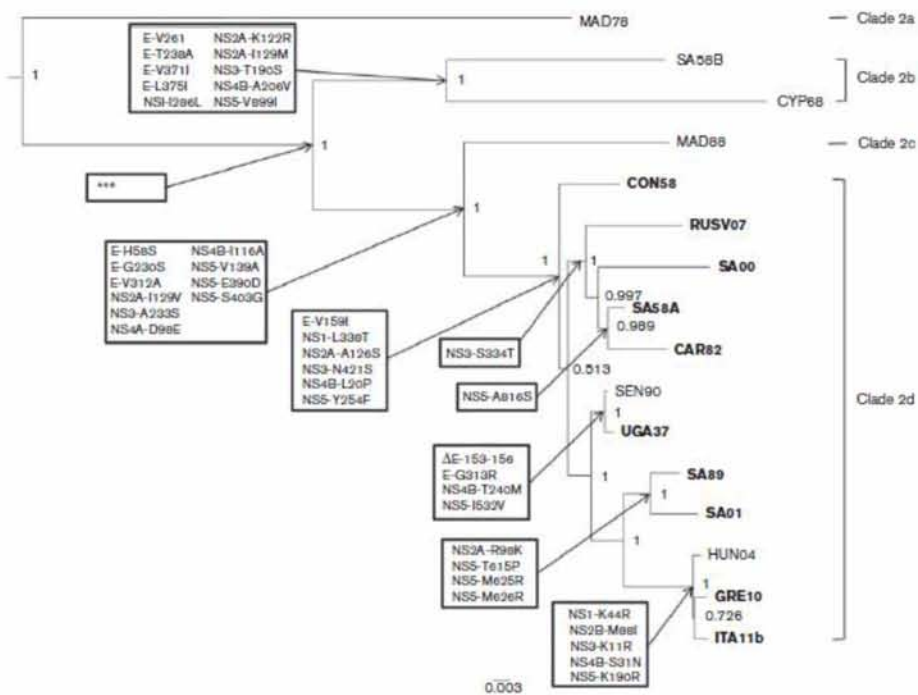 MAD78
Clade 2a
E-V261 NS2A-K122R
E-T238A NS2A-I129M
E-V371I NS3-T190S
E-L375I NS4B-A206V
NSI-I286L NS5-V899I
1
1
SA58B
CYP68
Clade 2b
1
***
MAD88
Clade 2c
1
E-H58S NS4B-I116A
E-G230S NS5-V139A
E-V312A NS5-E390D
NS2A-I129V NS5-S403G
NS3-A233S
NS4A-D98E
CON58
RUSV07
1
1
SA00
0.997
SA58A
0.989
CAR82
E-V159I
NS1-L338T
NS2A-A126S
NS3-N421S
NS4B-L20P
NS5-Y254F
NS3-S334T
0.513
NS5-A816S
SEN90
1
UGA37
Clade 2d
ΔE-153-156
E-G313R
NS4B-T240M
NS5-I532V
1
SA89
1
SA01
NS2A-R98K
NS5-T615P
NS5-M625R
NS5-M626R
1
HUN04
1
GRE10
0.726
ITA11b
NS1-K44R
NS2B-M88I
NS3-K11R
NS4B-S31N
NS5-K190R
0.003